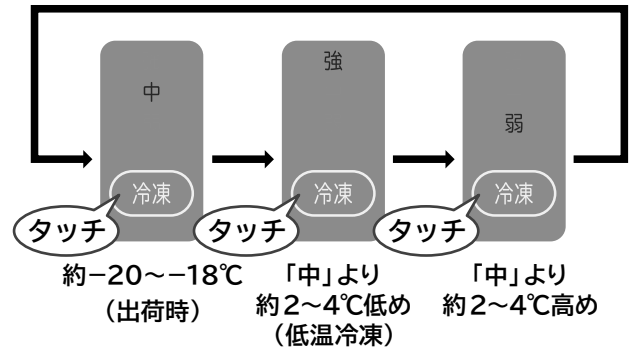 中
冷凍
タッチ
約−20〜−18℃
(出荷時)
強
冷凍
タッチ
「中」より
約2〜4℃低め
(低温冷凍)
弱
冷凍
タッチ
「中」より
約2〜4℃高め